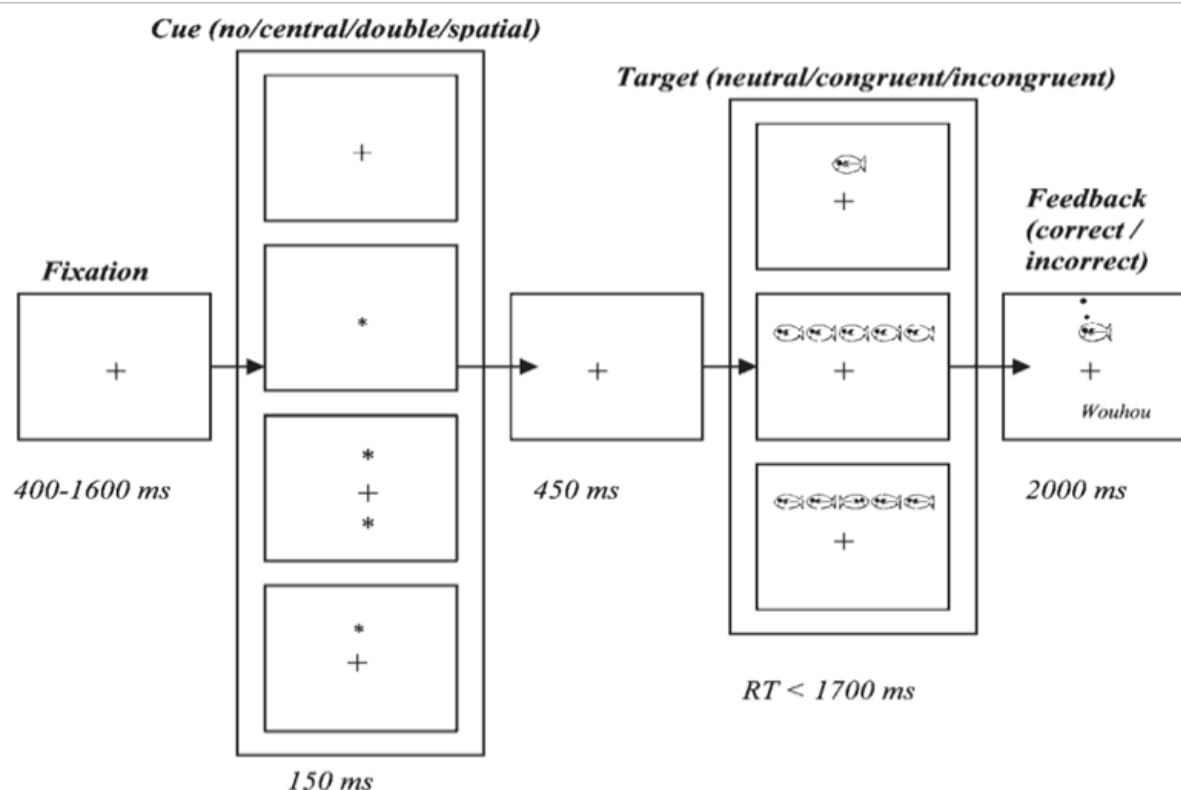 Cue (no/central/double/spatial)
Target (neutral/congruent/incongruent)
Feedback
(correct /
incorrect)
Fixation
+
+
*
*
+
*
*
+
+
+
+
+
+
Wouhou
400-1600 ms
150 ms
450 ms
RT < 1700 ms
2000 ms